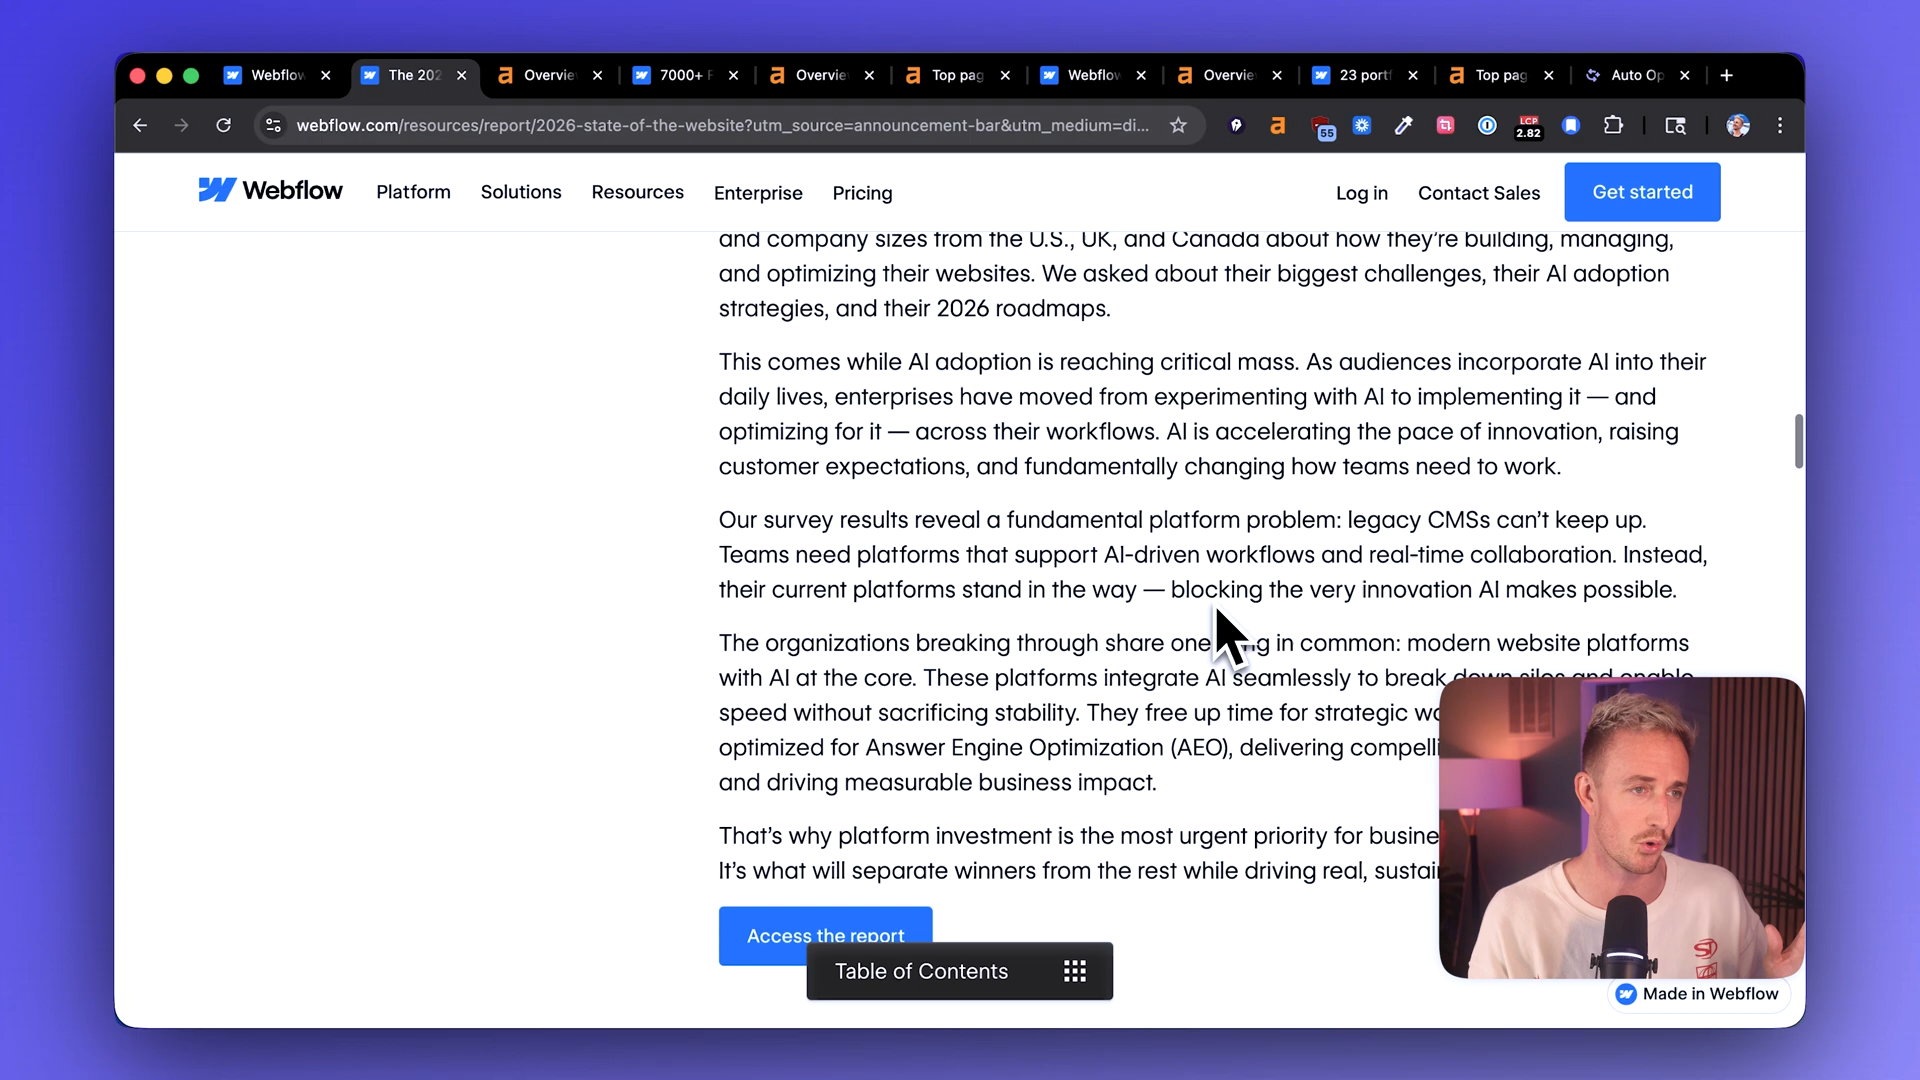 Webflow
The 202
Overvie
7000+ F
Overvie
Top pag
Webflow
Overvie
23 portf
Top pag
Auto Op
webflow.com/resources/report/2026-state-of-the-website?utm_source=announcement-bar&utm_medium=di...
55
LCP
2.82
Webflow
Platform
Solutions
Resources
Enterprise
Pricing
Log in
Contact Sales
Get started
and company sizes from the U.S., UK, and Canada about how they're building, managing,
and optimizing their websites. We asked about their biggest challenges, their AI adoption
strategies, and their 2026 roadmaps.
This comes while AI adoption is reaching critical mass. As audiences incorporate AI into their
daily lives, enterprises have moved from experimenting with AI to implementing it — and
optimizing for it — across their workflows. AI is accelerating the pace of innovation, raising
customer expectations, and fundamentally changing how teams need to work.
Our survey results reveal a fundamental platform problem: legacy CMSs can't keep up.
Teams need platforms that support AI-driven workflows and real-time collaboration. Instead,
their current platforms stand in the way — blocking the very innovation AI makes possible.
The organizations breaking through share one in common: modern website platforms
with AI at the core. These platforms integrate AI seamlessly to break down silos and enable
speed without sacrificing stability. They free up time for strategic
optimized for Answer Engine Optimization (AEO), delivering compelli
and driving measurable business impact.
That's why platform investment is the most urgent priority for busine
It's what will separate winners from the rest while driving real, sustai
Access the report
Table of Contents
Made in Webflow